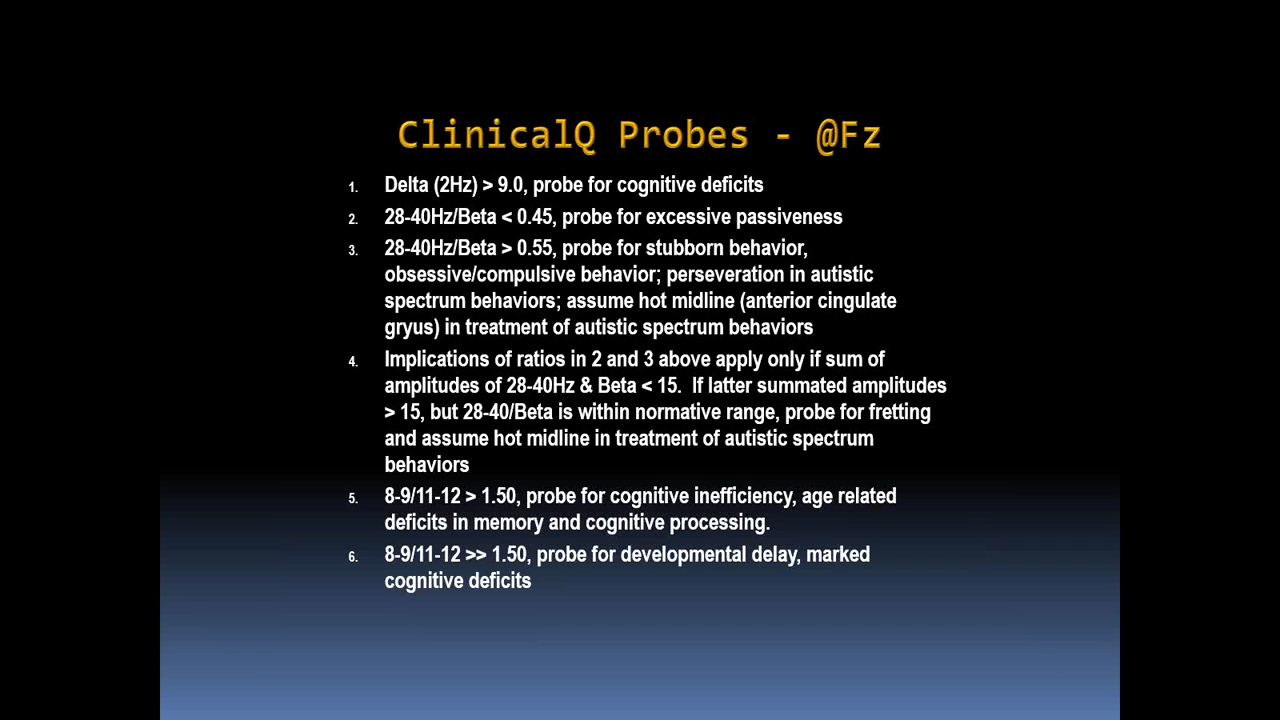 ClinicalQ Probes - @Fz
1. Delta (2Hz) > 9.0, probe for cognitive deficits
2. 28-40Hz/Beta < 0.45, probe for excessive passiveness
3. 28-40Hz/Beta > 0.55, probe for stubborn behavior,
obsessive/compulsive behavior; perseveration in autistic
spectrum behaviors; assume hot midline (anterior cingulate
gryus) in treatment of autistic spectrum behaviors
4. Implications of ratios in 2 and 3 above apply only if sum of
amplitudes of 28-40Hz & Beta < 15. If latter summated amplitudes
> 15, but 28-40/Beta is within normative range, probe for fretting
and assume hot midline in treatment of autistic spectrum
behaviors
5. 8-9/11-12 > 1.50, probe for cognitive inefficiency, age related
deficits in memory and cognitive processing.
6. 8-9/11-12 >> 1.50, probe for developmental delay, marked
cognitive deficits